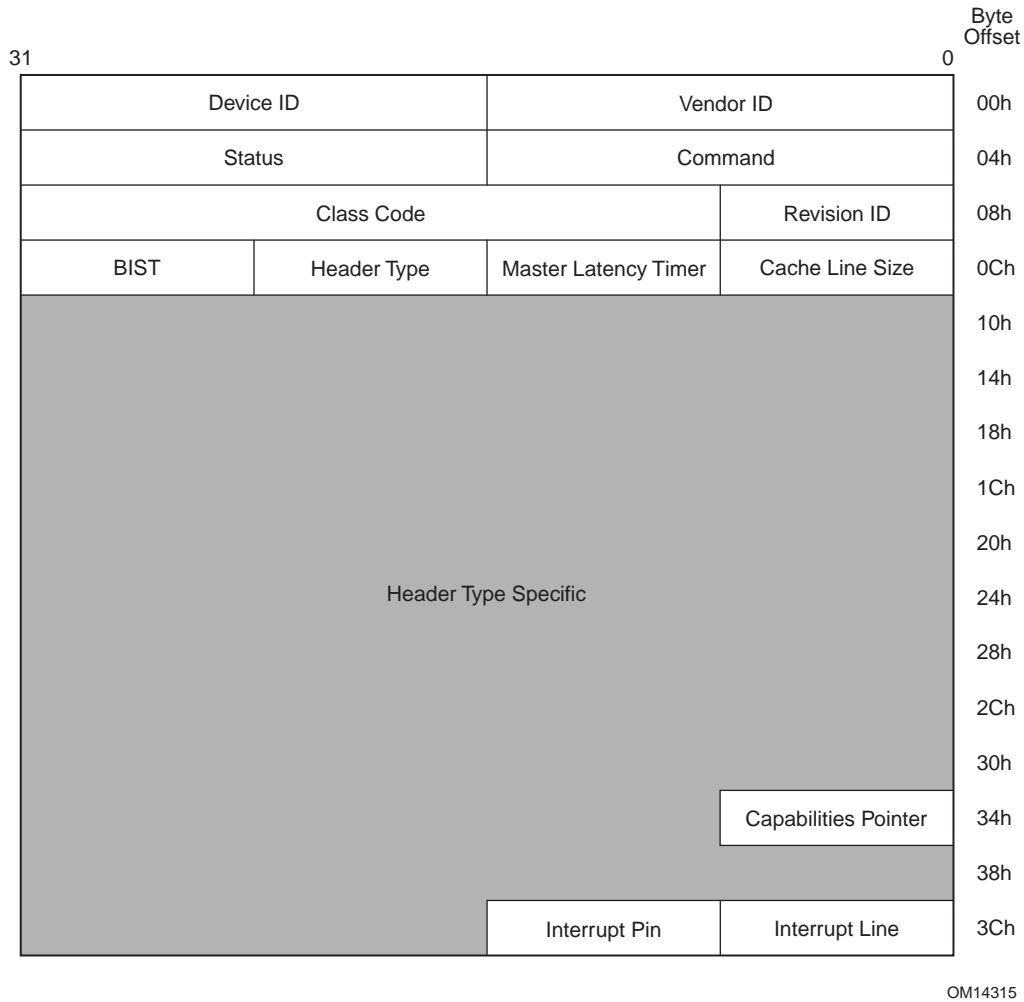 Byte
Offset
31 0
Device ID Vendor ID 00h
Status Command 04h
Class Code Revision ID 08h
BIST Header Type Master Latency Timer Cache Line Size 0Ch
10h
14h
18h
1Ch
20h
Header Type Specific 24h
28h
2Ch
30h
Capabilities Pointer 34h
38h
Interrupt Pin Interrupt Line 3Ch
OM14315